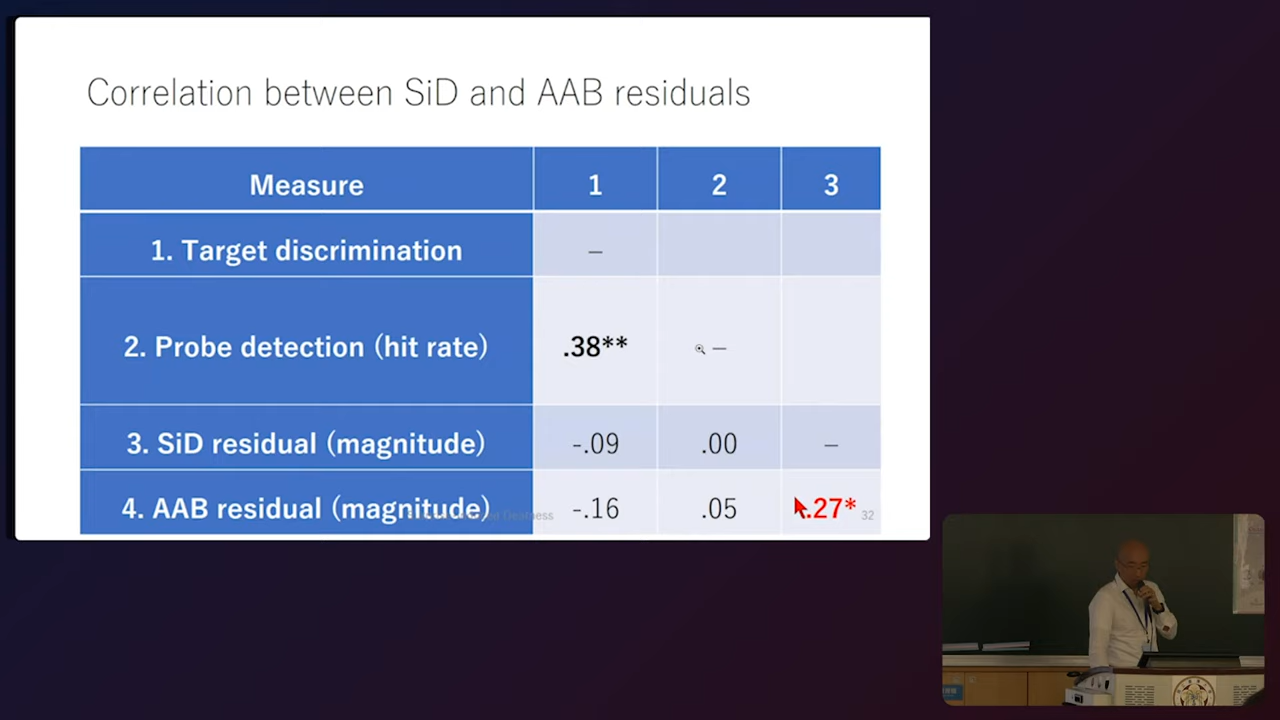 Correlation between SiD and AAB residuals
Measure 1 2 3
1. Target discrimination –
2. Probe detection (hit rate) .38** –
3. SiD residual (magnitude) -.09 .00 –
4. AAB residual (magnitude) -.16 .05 .27*
Deafness 32